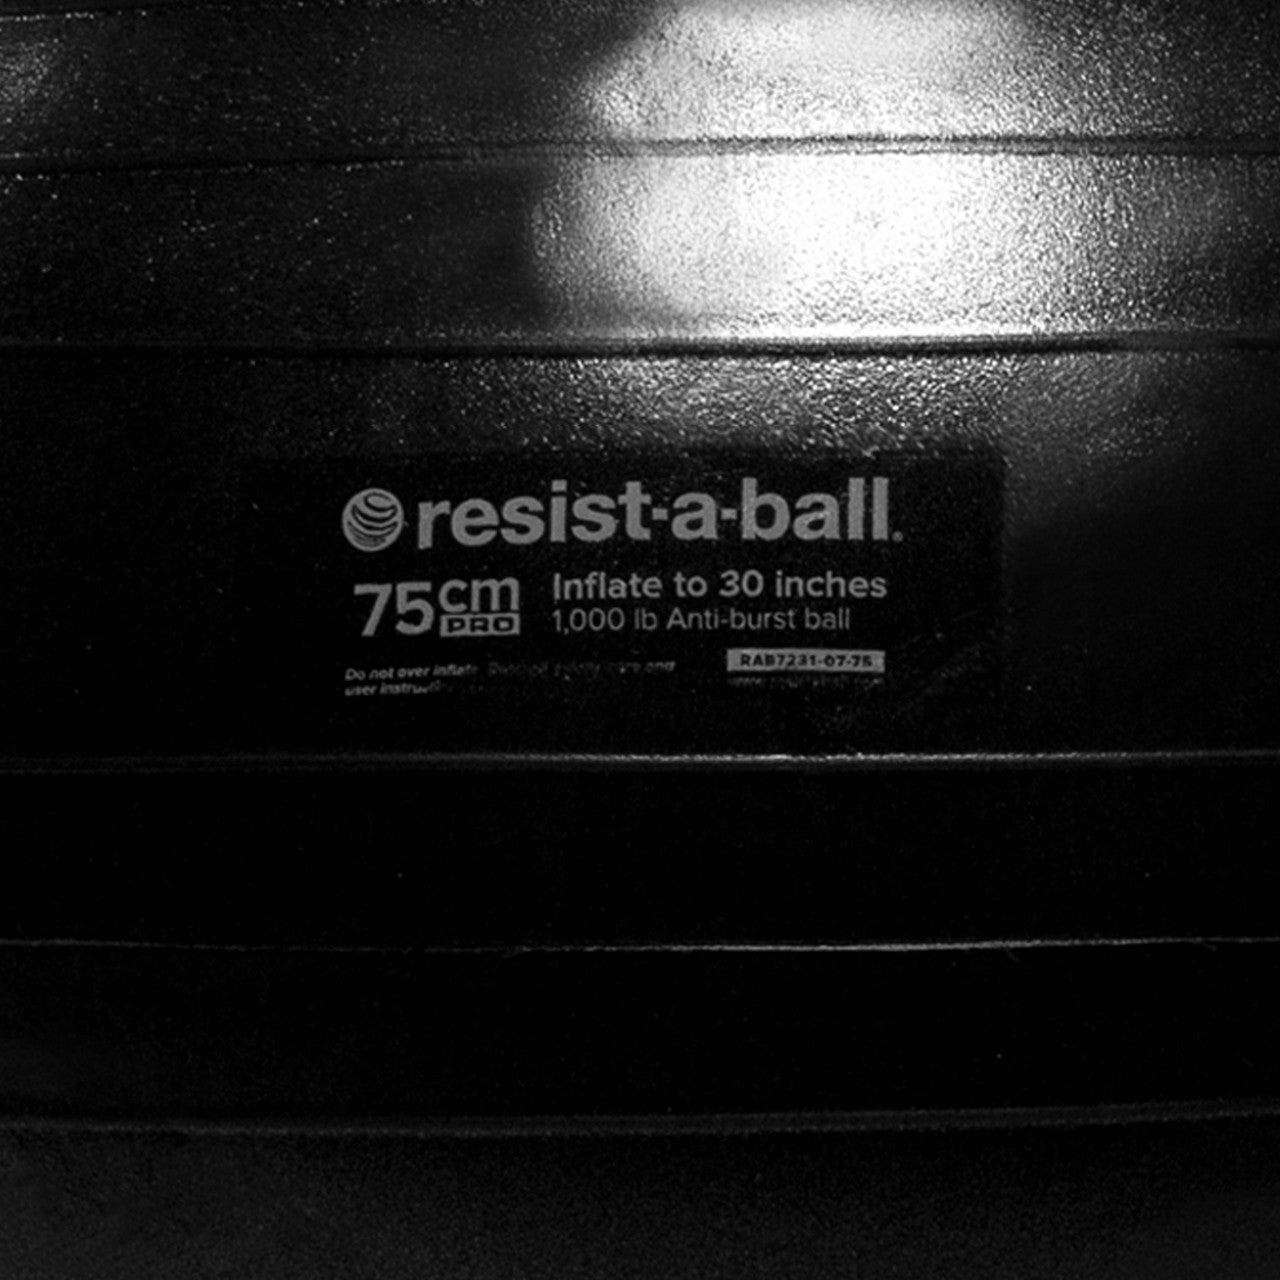 resist-a-ball.
75cm PRO
Inflate to 30 inches
1,000 lb Anti-burst ball
Do not over inflate. and
user
RAB7231-07-75